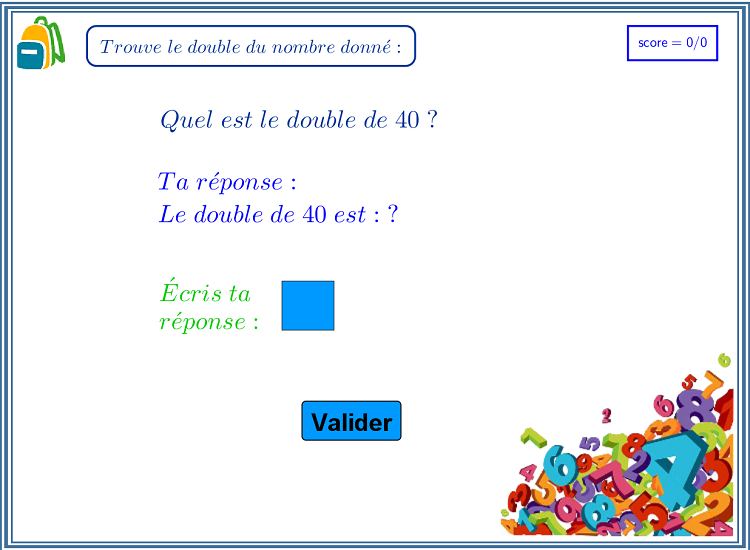 Trouve le double du nombre donné :
score = 0/0
Quel est le double de 40 ?
Ta réponse :
Le double de 40 est : ?
Écris ta
réponse :
Valider